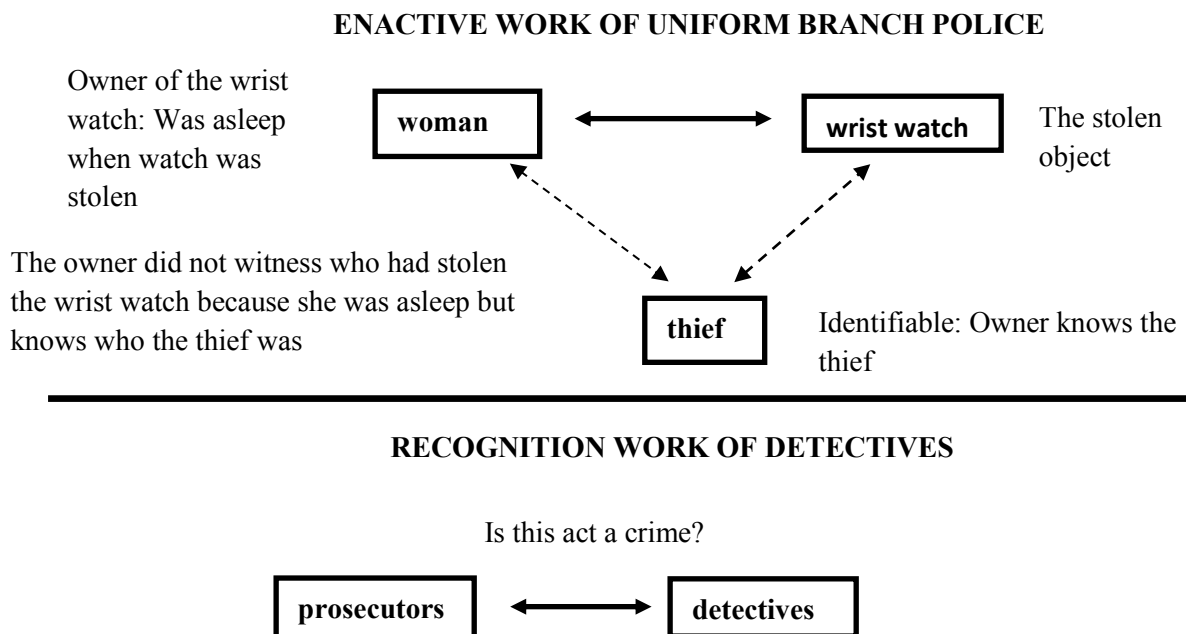 ENACTIVE WORK OF UNIFORM BRANCH POLICE
Owner of the wrist
watch: Was asleep
when watch was
stolen
woman
wrist watch
The stolen
object
The owner did not witness who had stolen
the wrist watch because she was asleep but
knows who the thief was
thief
Identifiable: Owner knows the
thief
RECOGNITION WORK OF DETECTIVES
Is this act a crime?
prosecutors
detectives